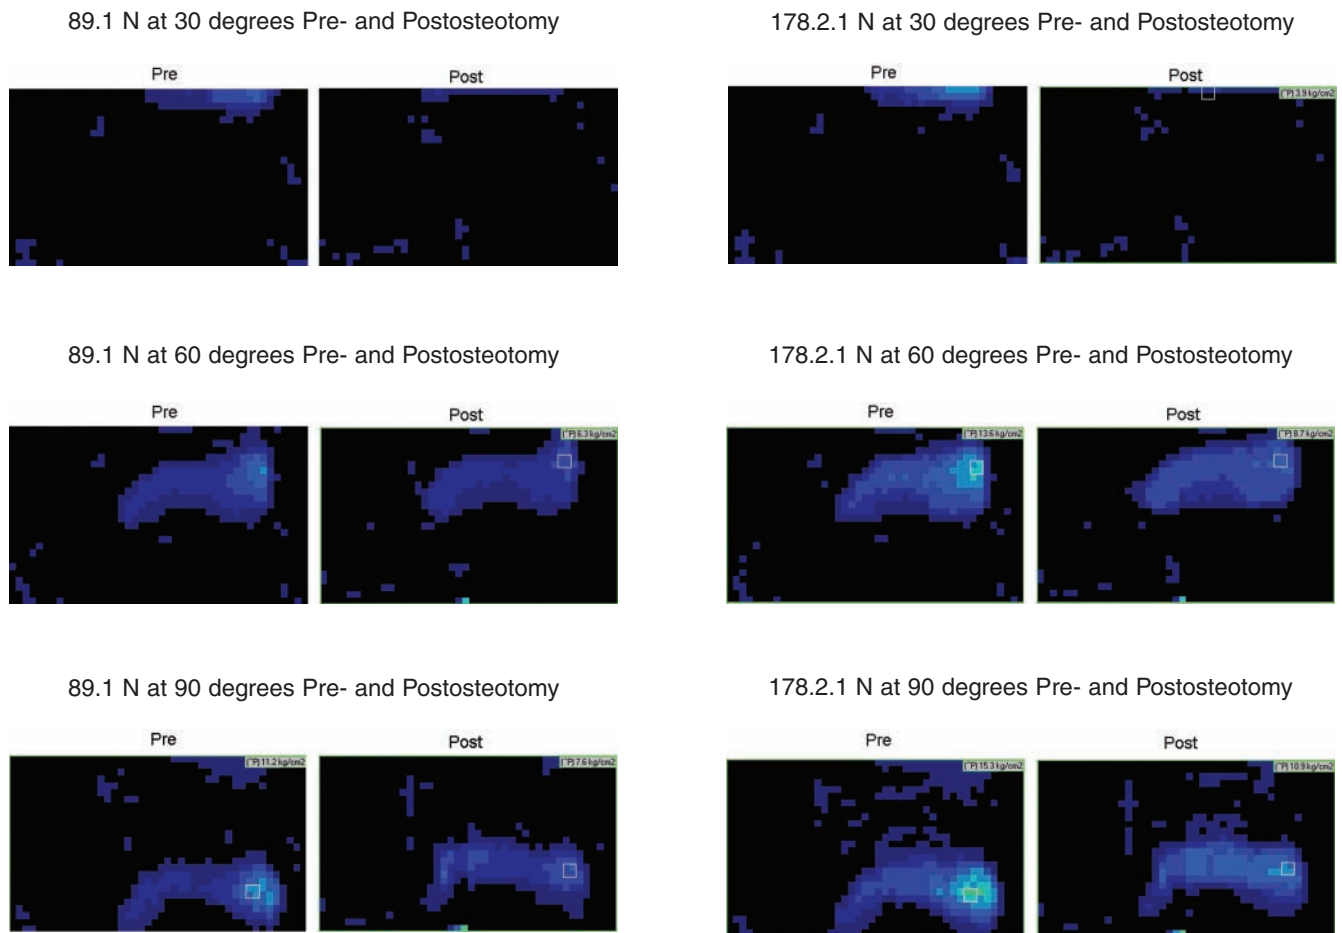 89.1 N at 30 degrees Pre- and Postosteotomy
Pre
Post
178.2.1 N at 30 degrees Pre- and Postosteotomy
Pre
Post
(^P) 3.9 kg/cm2
89.1 N at 60 degrees Pre- and Postosteotomy
Pre
Post
(^P) 6.3 kg/cm2
178.2.1 N at 60 degrees Pre- and Postosteotomy
Pre
Post
(^P) 13.6 kg/cm2
(^P) 8.7 kg/cm2
89.1 N at 90 degrees Pre- and Postosteotomy
Pre
Post
(^P) 11.2 kg/cm2
(^P) 7.6 kg/cm2
178.2.1 N at 90 degrees Pre- and Postosteotomy
Pre
Post
(^P) 15.3 kg/cm2
(^P) 10.9 kg/cm2